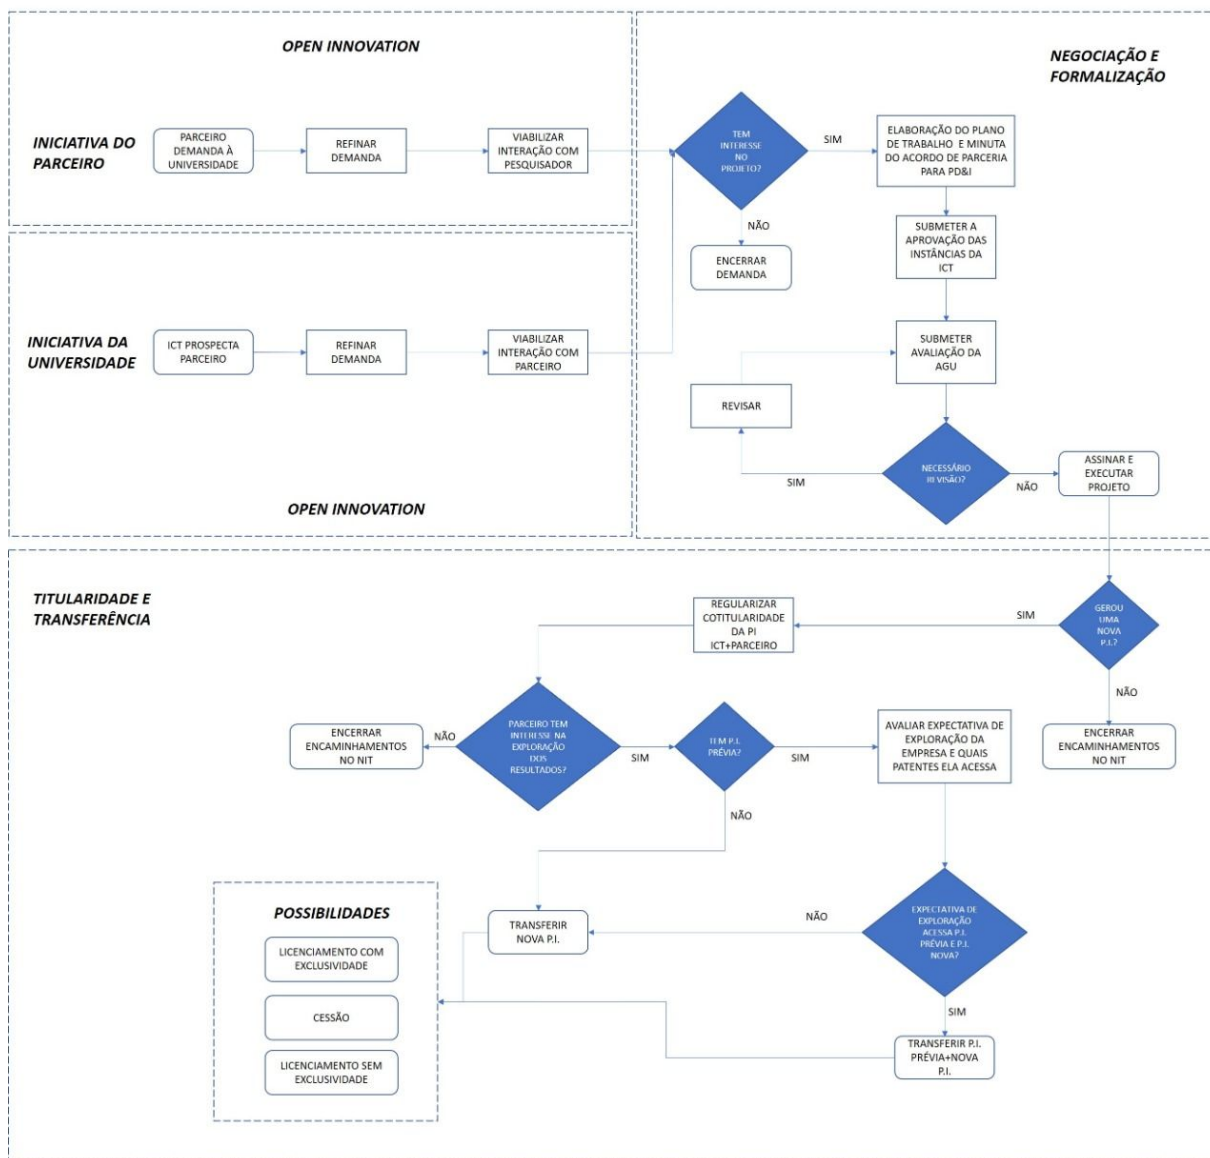 OPEN INNOVATION
INICIATIVA DO
PARCEIRO
PARCEIRO
DEMANDA À
UNIVERSIDADE
REFINAR
DEMANDA
VIABILIZAR
INTERAÇÃO COM
PESQUISADOR
INICIATIVA DA
UNIVERSIDADE
ICT PROSPECTA
PARCEIRO
REFINAR
DEMANDA
VIABILIZAR
INTERAÇÃO COM
PARCEIRO
OPEN INNOVATION
NEGOCIAÇÃO E
FORMALIZAÇÃO
TEM
INTERESSE
NO
PROJETO?
SIM
ELABORAÇÃO DO PLANO
DE TRABALHO E MINUTA
DO ACORDO DE PARCERIA
PARA PD&I
NÃO
ENCERRAR
DEMANDA
SUBMETER A
APROVAÇÃO DAS
INSTÂNCIAS DA
ICT
SUBMETER
AVALIAÇÃO DA
AGU
REVISAR
NECESSÁRIO
REVISÃO?
SIM
NÃO
ASSINAR E
EXECUTAR
PROJETO
TITULARIDADE E
TRANSFERÊNCIA
GEROU
UMA
NOVA
P.I.?
SIM
REGULARIZAR
COTITULARIDADE
DA PI
ICT+PARCEIRO
NÃO
ENCERRAR
ENCAMINHAMENTOS
NO NIT
PARCEIRO TEM
INTERESSE NA
EXPLORAÇÃO
DOS
RESULTADOS?
NÃO
ENCERRAR
ENCAMINHAMENTOS
NO NIT
SIM
TEM P.I.
PRÉVIA?
SIM
AVALIAR EXPECTATIVA DE
EXPLORAÇÃO DA
EMPRESA E QUAIS
PATENTES ELA ACESSA
NÃO
EXPECTATIVA DE
EXPLORAÇÃO
ACESSA P.I.
PRÉVIA E P.I.
NOVA?
NÃO
TRANSFERIR
NOVA P.I.
SIM
TRANSFERIR P.I.
PRÉVIA+NOVA
P.I.
POSSIBILIDADES
LICENCIAMENTO COM
EXCLUSIVIDADE
CESSÃO
LICENCIAMENTO SEM
EXCLUSIVIDADE